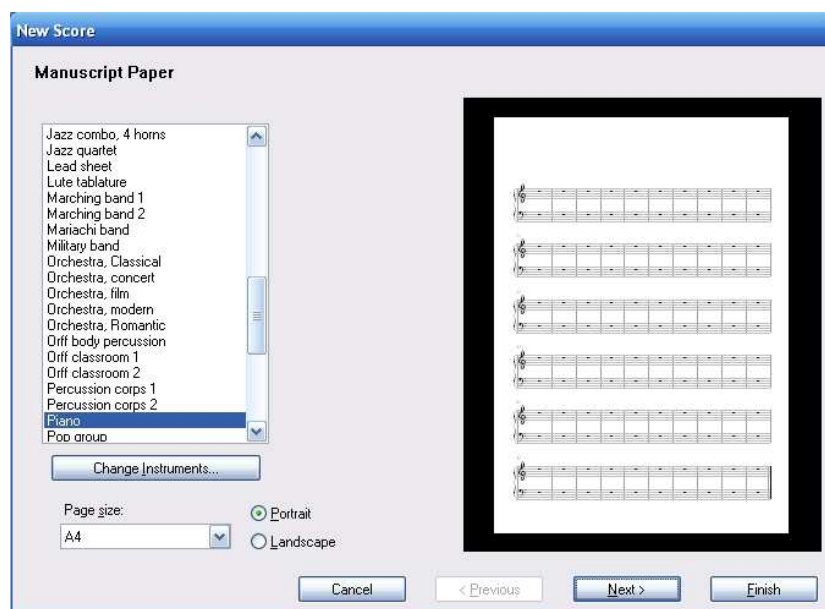 New Score
Manuscript Paper
Jazz combo, 4 horns
Jazz quartet
Lead sheet
Lute tablature
Marching band 1
Marching band 2
Mariachi band
Military band
Orchestra, Classical
Orchestra, concert
Orchestra, film
Orchestra, modern
Orchestra, Romantic
Orff body percussion
Orff classroom 1
Orff classroom 2
Percussion corps 1
Percussion corps 2
Piano
Pop group
Change Instruments...
Page size:
A4
Portrait
Landscape
Cancel
< Previous
Next >
Finish